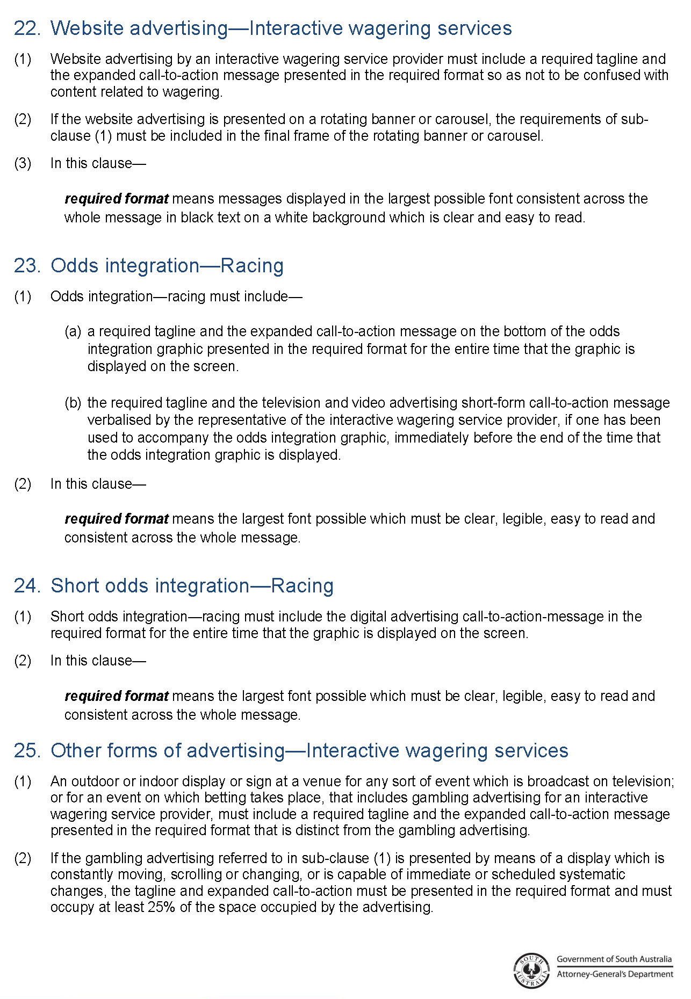 22. Website advertising—Interactive wagering services
(1) Website advertising by an interactive wagering service provider must include a required tagline and
the expanded call-to-action message presented in the required format so as not to be confused with
content related to wagering.
(2) If the website advertising is presented on a rotating banner or carousel, the requirements of sub-
clause (1) must be included in the final frame of the rotating banner or carousel.
(3) In this clause—
required format means messages displayed in the largest possible font consistent across the
whole message in black text on a white background which is clear and easy to read.
23. Odds integration—Racing
(1) Odds integration—racing must include—
(a) a required tagline and the expanded call-to-action message on the bottom of the odds
integration graphic presented in the required format for the entire time that the graphic is
displayed on the screen.
(b) the required tagline and the television and video advertising short-form call-to-action message
verbalised by the representative of the interactive wagering service provider, if one has been
used to accompany the odds integration graphic, immediately before the end of the time that
the odds integration graphic is displayed.
(2) In this clause—
required format means the largest font possible which must be clear, legible, easy to read and
consistent across the whole message.
24. Short odds integration—Racing
(1) Short odds integration—racing must include the digital advertising call-to-action-message in the
required format for the entire time that the graphic is displayed on the screen.
(2) In this clause—
required format means the largest font possible which must be clear, legible, easy to read and
consistent across the whole message.
25. Other forms of advertising—Interactive wagering services
(1) An outdoor or indoor display or sign at a venue for any sort of event which is broadcast on television;
or for an event on which betting takes place, that includes gambling advertising for an interactive
wagering service provider, must include a required tagline and the expanded call-to-action message
presented in the required format that is distinct from the gambling advertising.
(2) If the gambling advertising referred to in sub-clause (1) is presented by means of a display which is
constantly moving, scrolling or changing, or is capable of immediate or scheduled systematic
changes, the tagline and expanded call-to-action must be presented in the required format and must
occupy at least 25% of the space occupied by the advertising.
SOUTH AUSTRALIA
Government of South Australia
Attorney-General's Department